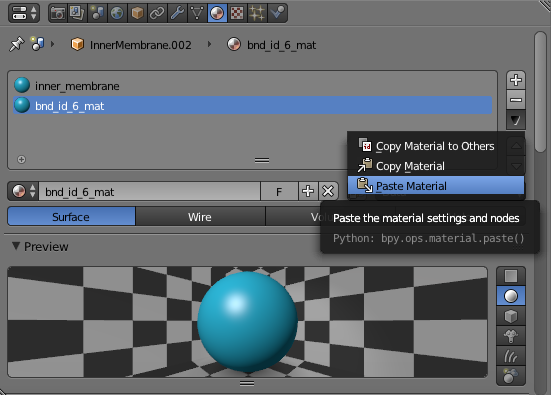 InnerMembrane.002
bnd_id_6_mat
inner_membrane
bnd_id_6_mat
Copy Material to Others
Copy Material
Paste Material
bnd_id_6_mat
F
Surface
Wire
Paste the material settings and nodes
Python: bpy.ops.material.paste()
Preview